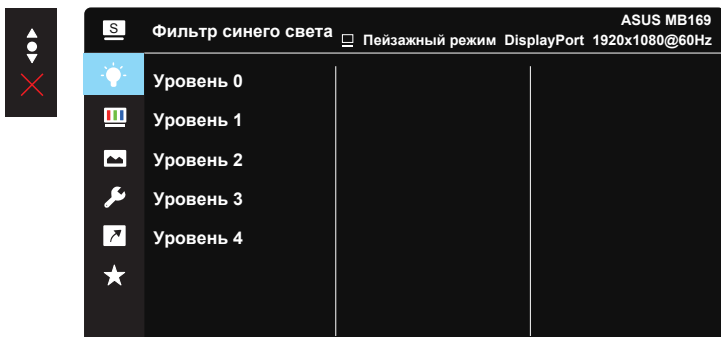 S
Фильтр синего света
ASUS MB169
Пейзажный режим DisplayPort 1920x1080@60Hz
Уровень 0
Уровень 1
Уровень 2
Уровень 3
Уровень 4